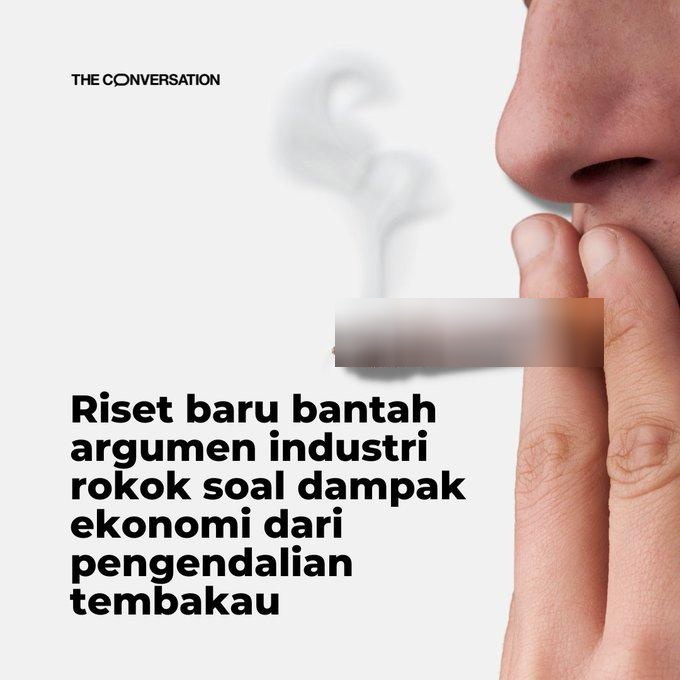 THE CONVERSATION
Riset baru bantah
argumen industri
rokok soal dampak
ekonomi dari
pengendalian
tembakau